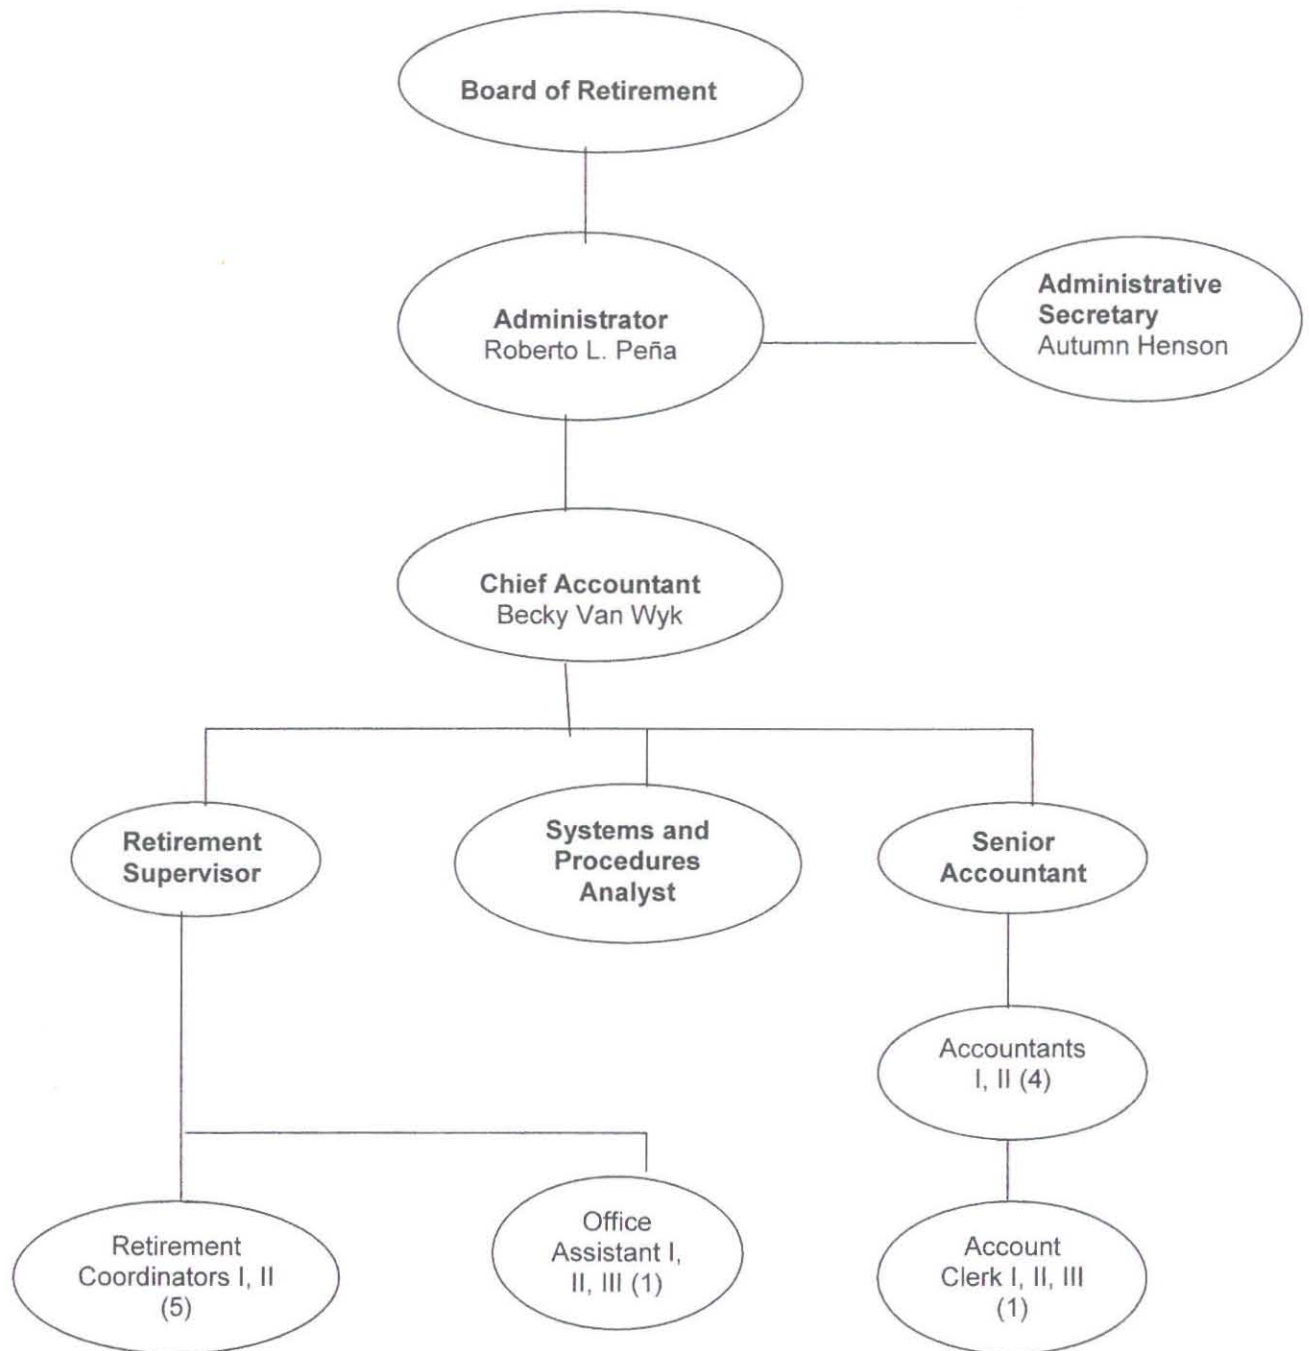 Board of Retirement
Administrator
Roberto L. Peña
Administrative
Secretary
Autumn Henson
Chief Accountant
Becky Van Wyk
Retirement
Supervisor
Systems and
Procedures
Analyst
Senior
Accountant
Accountants
I, II (4)
Retirement
Coordinators I, II
(5)
Office
Assistant I,
II, III (1)
Account
Clerk I, II, III
(1)